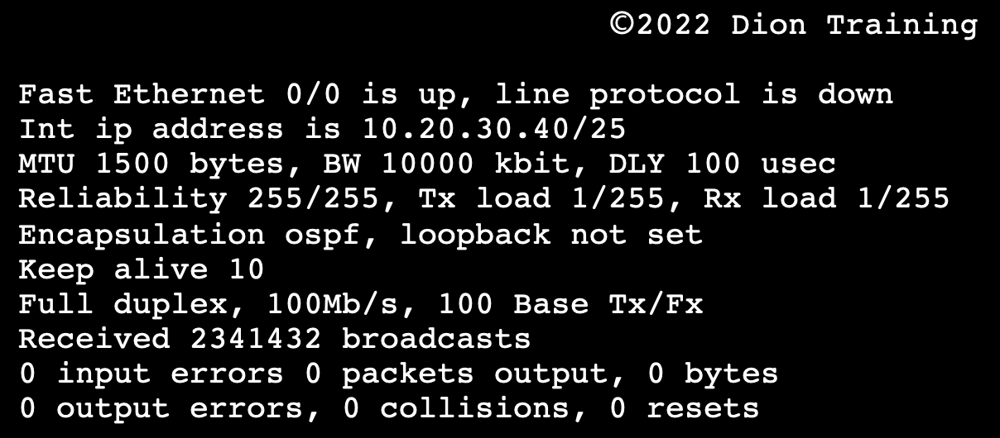 ©2022 Dion Training
Fast Ethernet 0/0 is up, line protocol is down
Int ip address is 10.20.30.40/25
MTU 1500 bytes, BW 10000 kbit, DLY 100 usec
Reliability 255/255, Tx load 1/255, Rx load 1/255
Encapsulation ospf, loopback not set
Keep alive 10
Full duplex, 100Mb/s, 100 Base Tx/Fx
Received 2341432 broadcasts
0 input errors 0 packets output, 0 bytes
0 output errors, 0 collisions, 0 resets